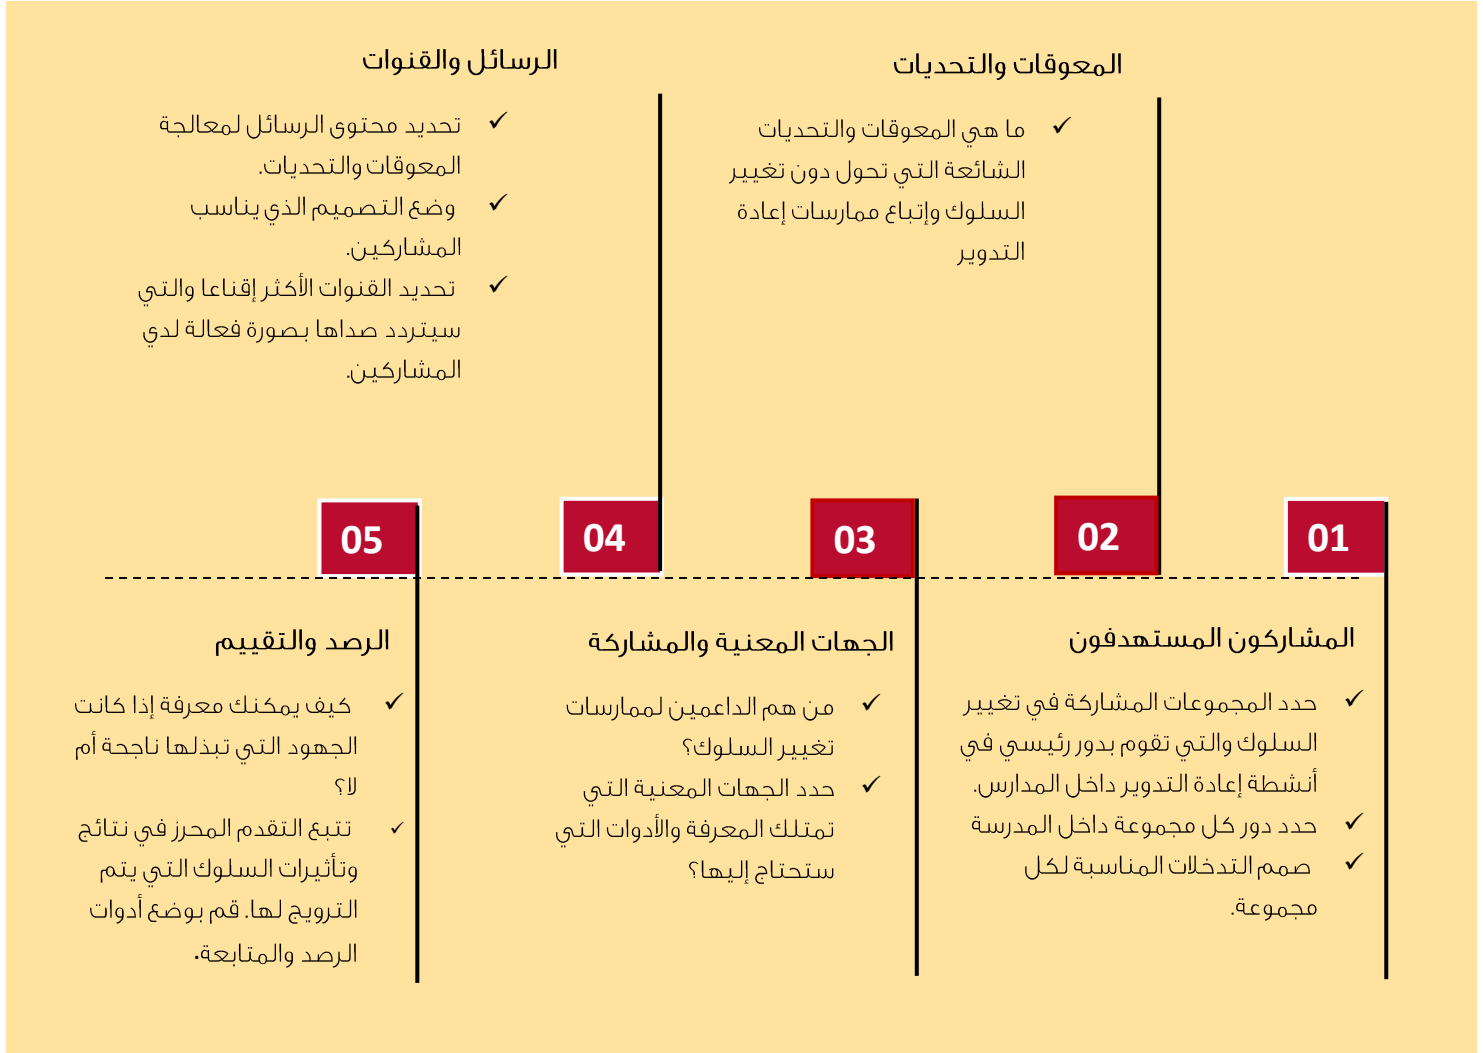 01
المشاركون المستهدفون
✓ حدد المجموعات المشاركة في تغيير
السلوك والتي تقوم بدور رئيسي في
أنشطة إعادة التدوير داخل المدارس.
✓ حدد دور كل مجموعة داخل المدرسة
✓ صمم التدخلات المناسبة لكل
مجموعة.
02
المعوقات والتحديات
✓ ما هي المعوقات والتحديات
الشائعة التي تحول دون تغيير
السلوك وإتباع ممارسات إعادة
التدوير
03
الجهات المعنية والمشاركة
✓ من هم الداعمين لممارسات
تغيير السلوك؟
✓ حدد الجهات المعنية التي
تمتلك المعرفة والأدوات التي
ستحتاج إليها؟
04
الرسائل والقنوات
✓ تحديد محتوى الرسائل لمعالجة
المعوقات والتحديات.
✓ وضع التصميم الذي يناسب
المشاركين.
✓ تحديد القنوات الأكثر إقناعا والتي
سيتردد صداها بصورة فعالة لدي
المشاركين.
05
الرصد والتقييم
✓ كيف يمكنك معرفة إذا كانت
الجهود التي تبذلها ناجحة أم
لا؟
✓ تتبع التقدم المحرز في نتائج
وتأثيرات السلوك التي يتم
الترويج لها. قم بوضع أدوات
الرصد والمتابعة.